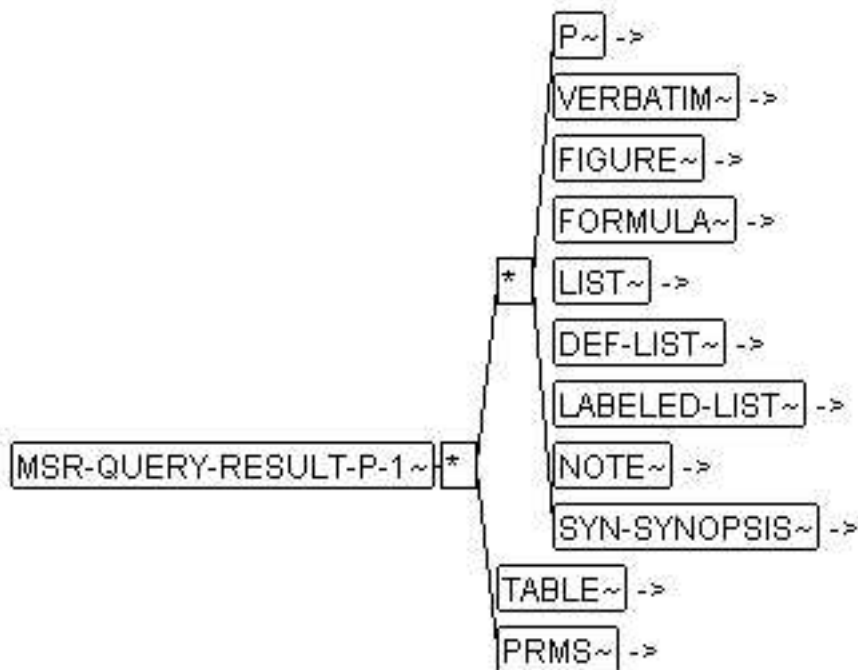 P~ ->
VERBATIM~ ->
FIGURE~ ->
FORMULA~ ->
* LIST~ ->
DEF-LIST~ ->
LABELED-LIST~ ->
MSR-QUERY-RESULT-P-1~ * NOTE~ ->
SYN-SYNOPSIS~ ->
TABLE~ ->
PRMS~ ->